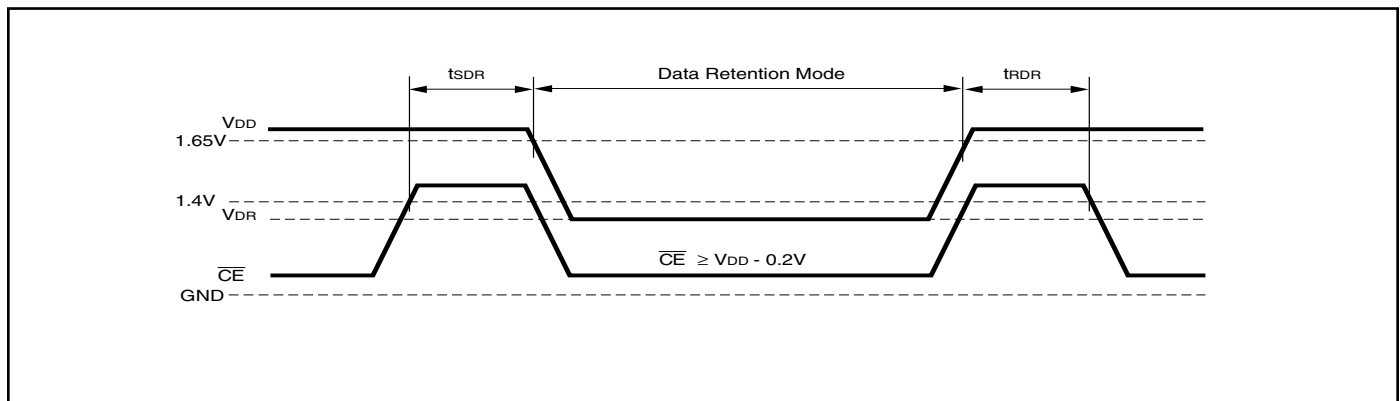 tSDR Data Retention Mode tRDR
VDD
1.65V
1.4V
VDR
CE ≥ VDD - 0.2V
CE
GND